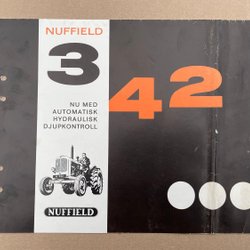 NUFFIELD
3 42
NU MED
AUTOMATISK
HYDRAULISK
DJUPKONTROLL
NUFFIELD